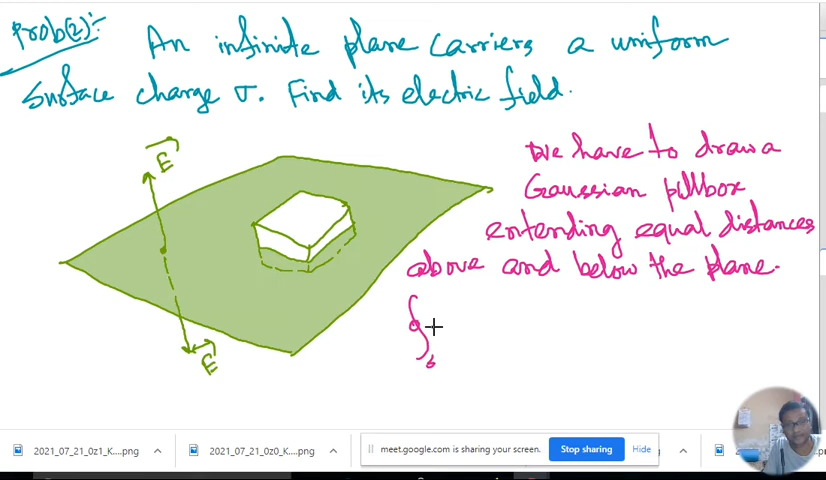 Prob(2):- An infinite plane carriers a uniform
surface charge σ. Find its electric field.
E
E
We have to draw a
Gaussian pillbox
entending equal distances
above and below the plane.
∮s
2021_07_21_0z1_K....png
2021_07_21_0z0_K....png
meet.google.com is sharing your screen.
Stop sharing
Hide
2021